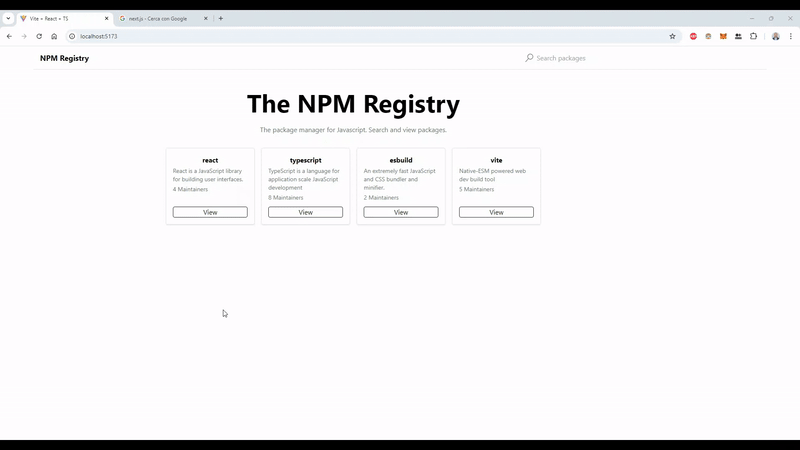 Vite + React + TS
next.js - Cerca con Google
localhost:5173
NPM Registry
Search packages
The NPM Registry
The package manager for Javascript. Search and view packages.
react
React is a JavaScript library
for building user interfaces.
4 Maintainers
View
typescript
TypeScript is a language for
application scale JavaScript
development
8 Maintainers
View
esbuild
An extremely fast JavaScript
and CSS bundler and
minifier.
2 Maintainers
View
vite
Native-ESM powered web
dev build tool
5 Maintainers
View